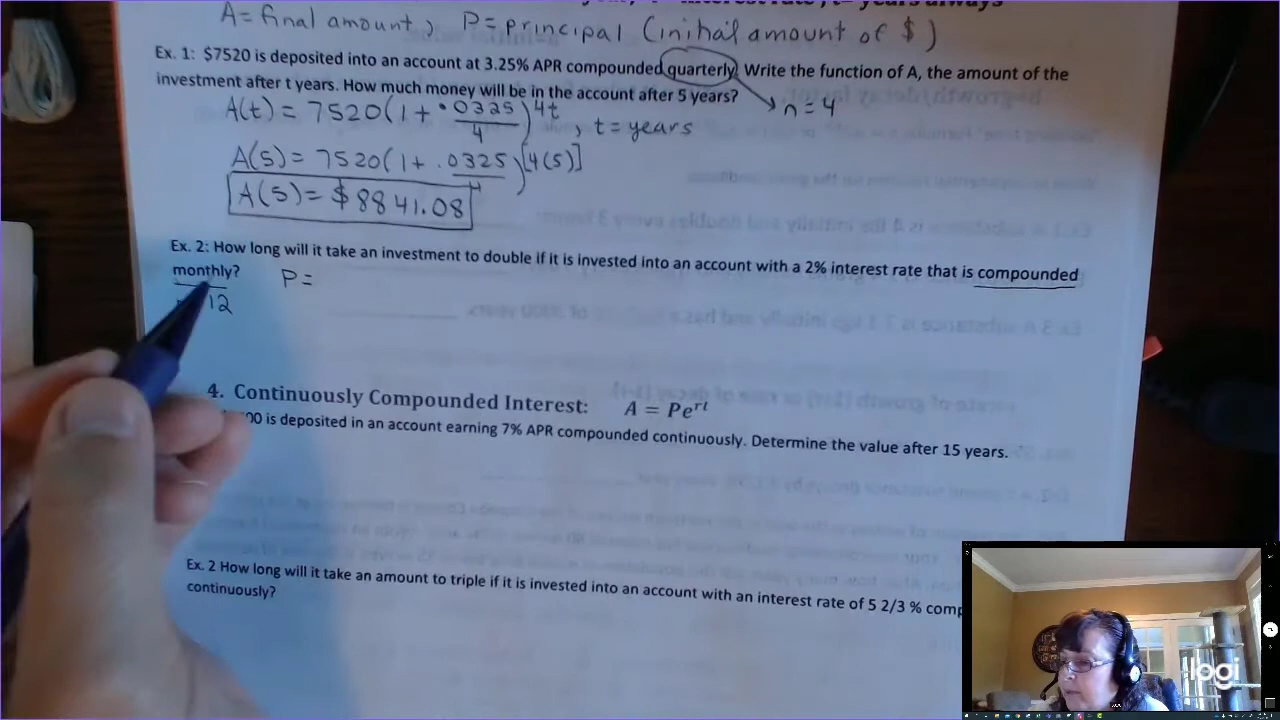 years always
A = final amount, P = principal (initial amount of $)
Ex. 1: $7520 is deposited into an account at 3.25% APR compounded quarterly. Write the function of A, the amount of the
investment after t years. How much money will be in the account after 5 years?
n = 4
A(t) = 7520(1 + .0325/4)4t , t = years
A(5) = 7520(1 + .0325/4)[4(5)]
A(5) = $8841.08
Ex. 2: How long will it take an investment to double if it is invested into an account with a 2% interest rate that is compounded
monthly? P =
12
4. Continuously Compounded Interest: A = Pe^rt
00 is deposited in an account earning 7% APR compounded continuously. Determine the value after 15 years.
Ex. 2 How long will it take an amount to triple if it is invested into an account with an interest rate of 5 2/3 % comp
continuously?
logi